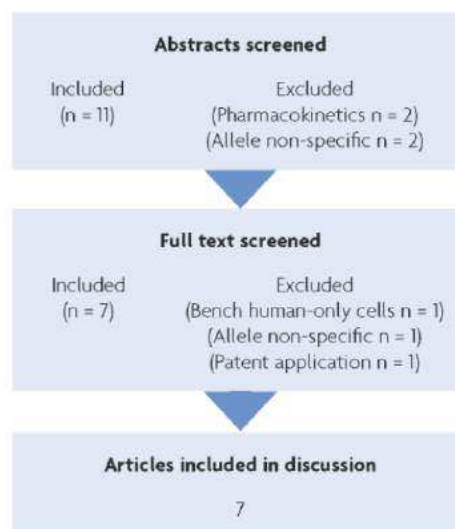 Abstracts screened
Included
(n = 11)
Excluded
(Pharmacokinetics n = 2)
(Allele non-specific n = 2)
Full text screened
Included
(n = 7)
Excluded
(Bench human-only cells n = 1)
(Allele non-specific n = 1)
(Patent application n = 1)
Articles included in discussion
7